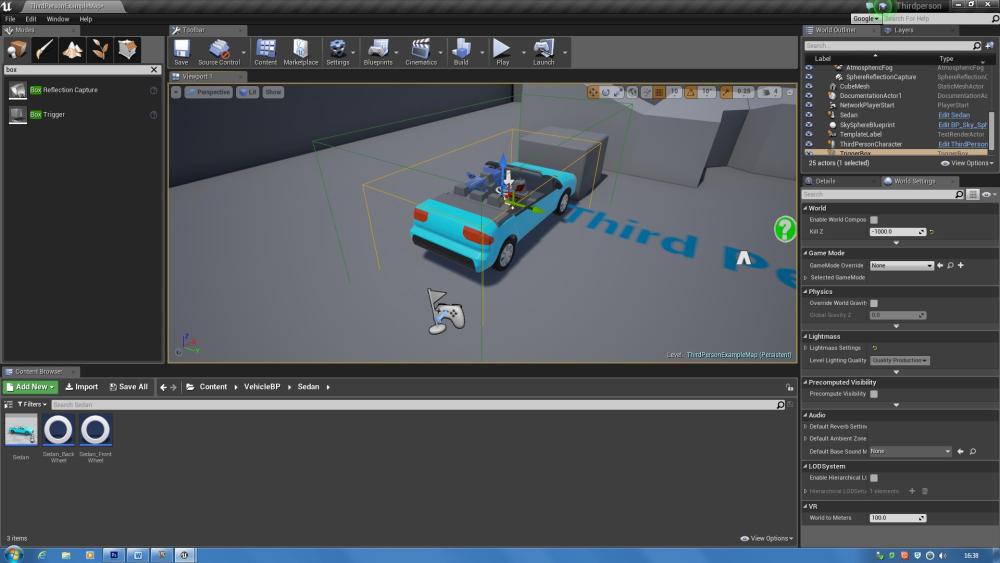 ThirdPersonExampleMap*
Thirdperson
File Edit Window Help
Google
Search For Help
Modes
box
Box Reflection Capture
Box Trigger
Toolbar
Save
Source Control
Content
Marketplace
Settings
Blueprints
Cinematics
Build
Play
Launch
Viewport 1
Perspective
Lit
Show
10
10°
0.25
4
Third Pe
Level: ThirdPersonExampleMap (Persistent)
World Outliner
Layers
Search...
Label
Type
AtmosphericFog AtmosphericFog
SphereReflectionCapture SphereReflectionC
CubeMesh StaticMeshActor
DocumentationActor1 DocumentationAc
NetworkPlayerStart PlayerStart
Sedan Edit Sedan
SkySphereBlueprint Edit BP_Sky_Sph
TemplateLabel TextRenderActor
ThirdPersonCharacter Edit ThirdPerson
TriggerBox TriggerBox
25 actors (1 selected)
View Options
Details
World Settings
Search
World
Enable World Compos
Kill Z -1000.0
Game Mode
GameMode Override None
Selected GameMode
Physics
Override World Gravit
Global Gravity Z 0.0
Lightmass
Lightmass Settings
Level Lighting Quality Quality Production
Precomputed Visibility
Precompute Visibility
Audio
Default Reverb Settin
Default Ambient Zone
Default Base Sound M None
LODSystem
Enable Hierarchical LC
Hierarchical LODSetu 1 elements
VR
World to Meters 100.0
Content Browser
Add New
Import
Save All
Content
VehicleBP
Sedan
Filters
Search Sedan
Sedan
Sedan_Back
Wheel
Sedan_Front
Wheel
3 items
View Options
16:38